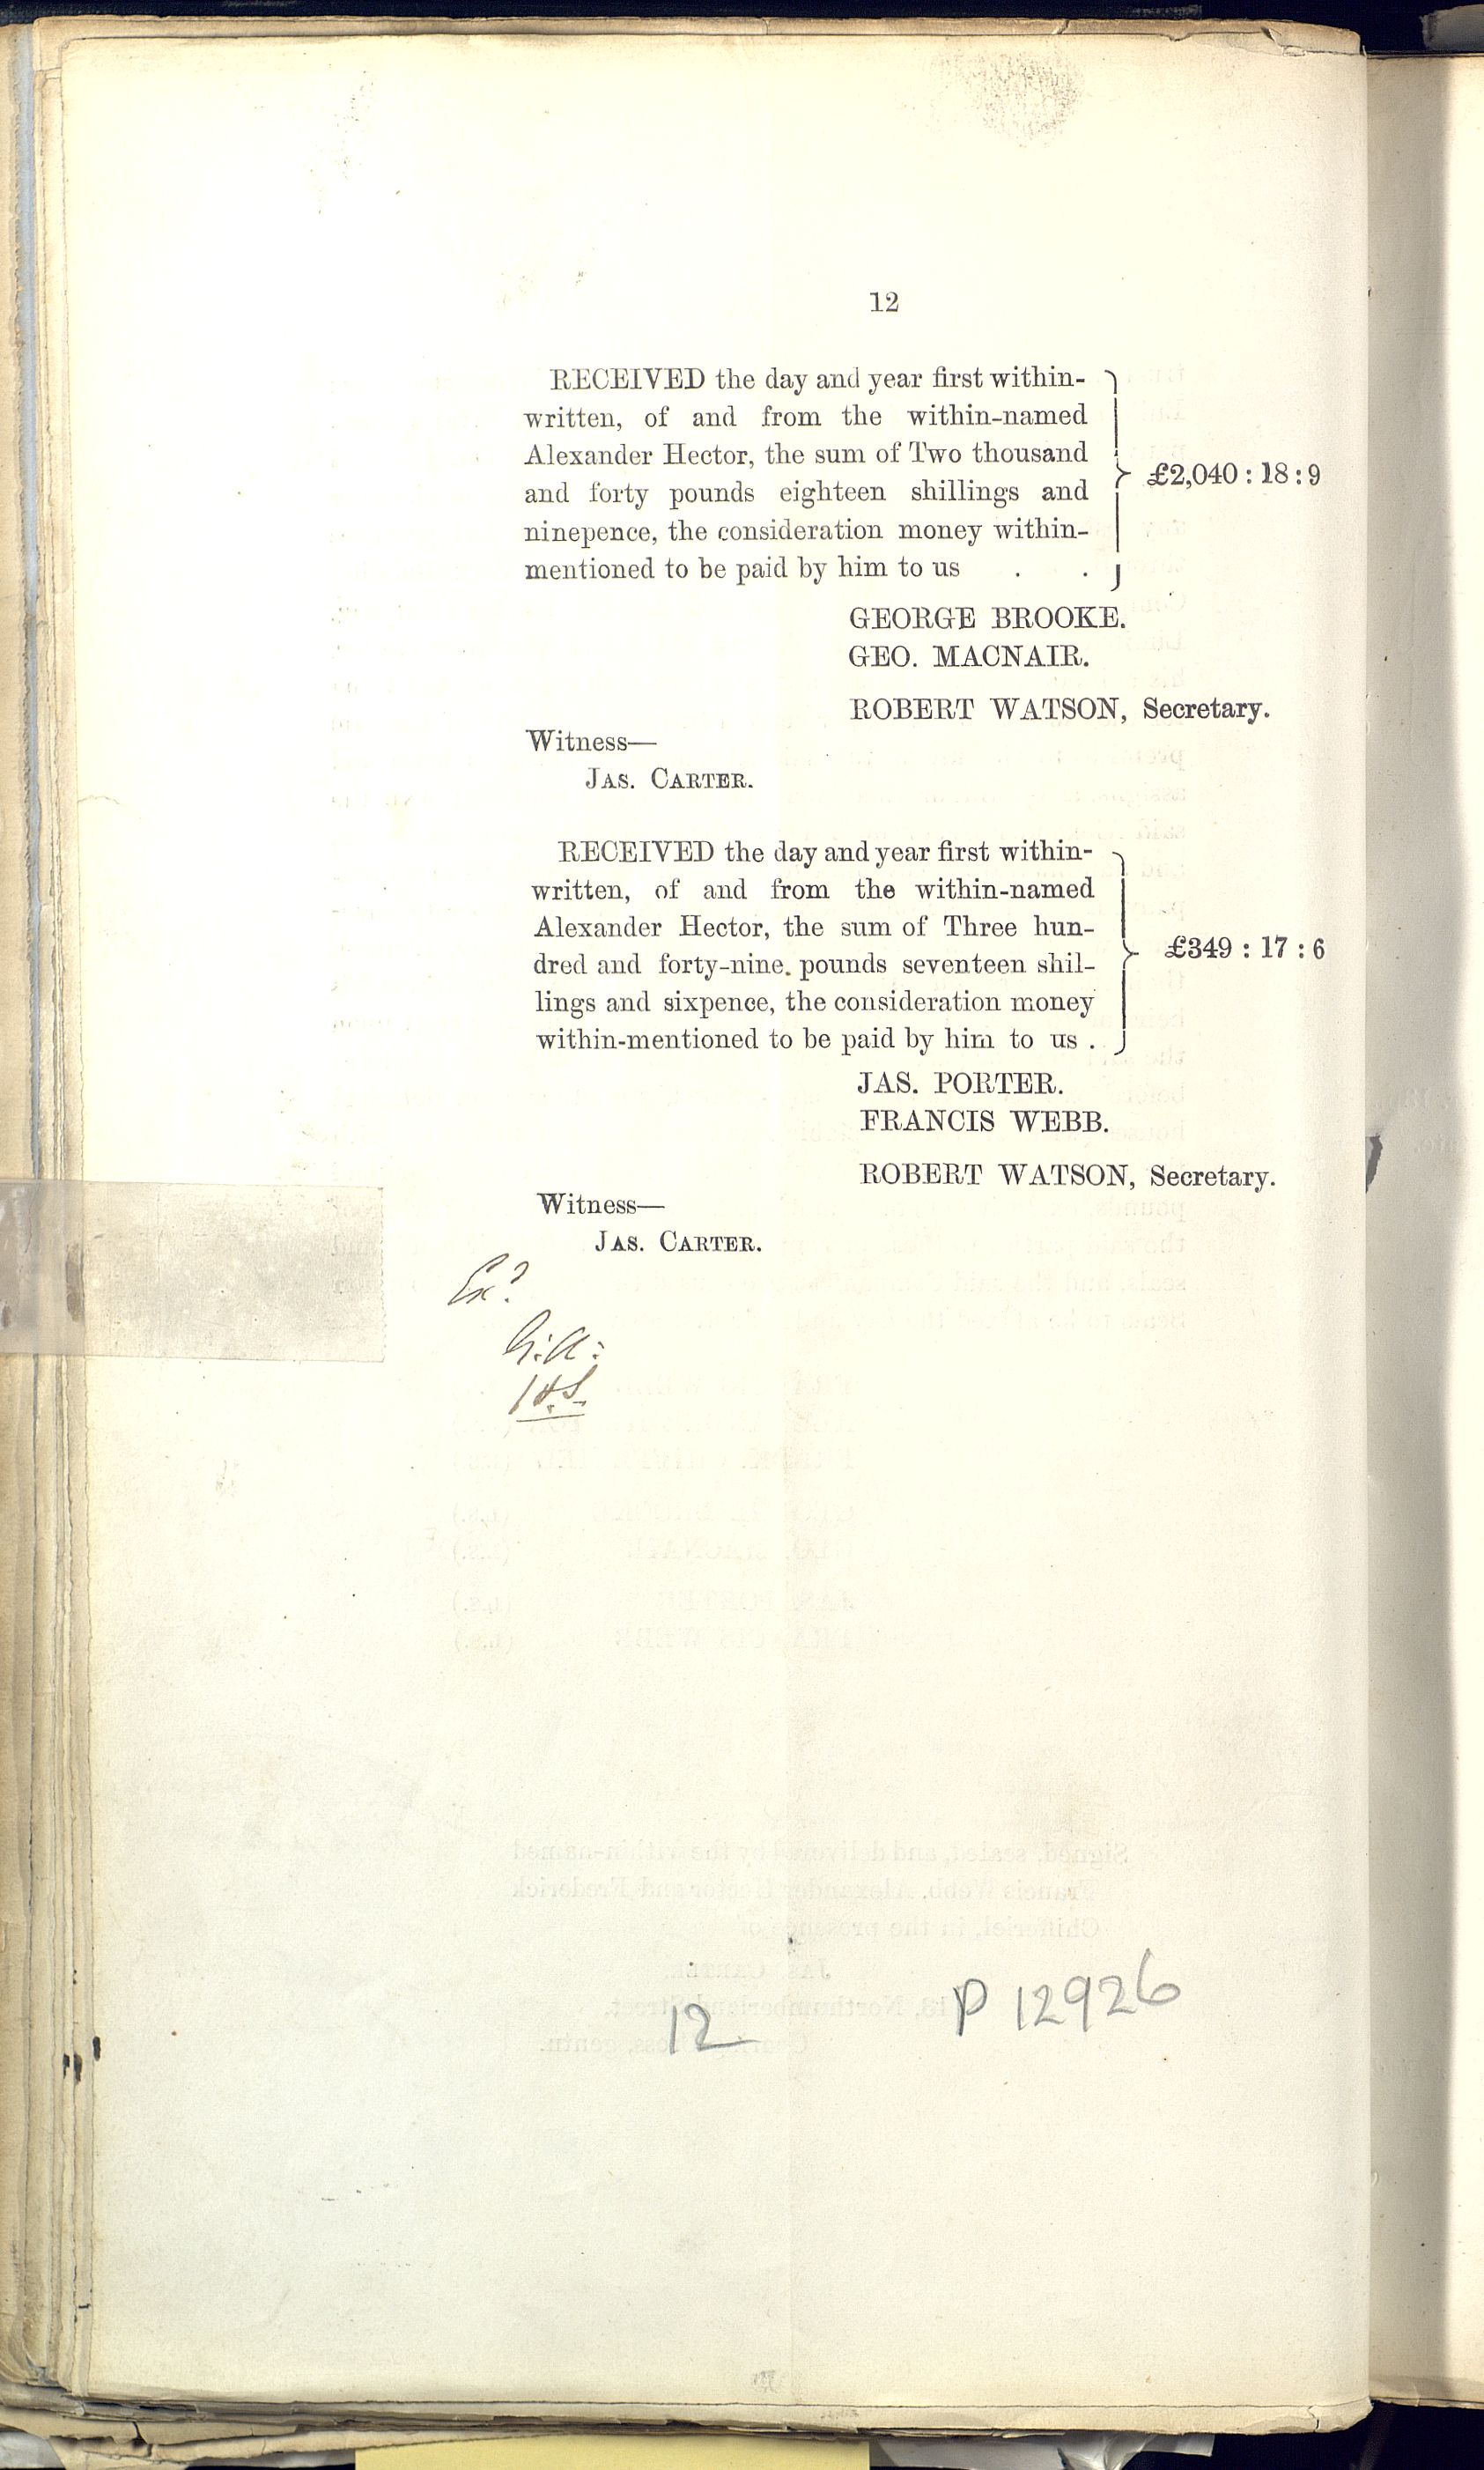 12
RECEIVED the day and year first within-
written, of and from the within-named
Alexander Hector, the sum of Two thousand
and forty pounds eighteen shillings and
ninepence, the consideration money within-
mentioned to be paid by him to us . .
£2,040 : 18 : 9
GEORGE BROOKE.
GEO. MACNAIR.
ROBERT WATSON, Secretary.
Witness—
JAS. CARTER.
RECEIVED the day and year first within-
written, of and from the within-named
Alexander Hector, the sum of Three hun-
dred and forty-nine. pounds seventeen shil-
lings and sixpence, the consideration money
within-mentioned to be paid by him to us .
£349 : 17 : 6
JAS. PORTER.
FRANCIS WEBB.
ROBERT WATSON, Secretary.
Witness—
JAS. CARTER.
12
P 12926